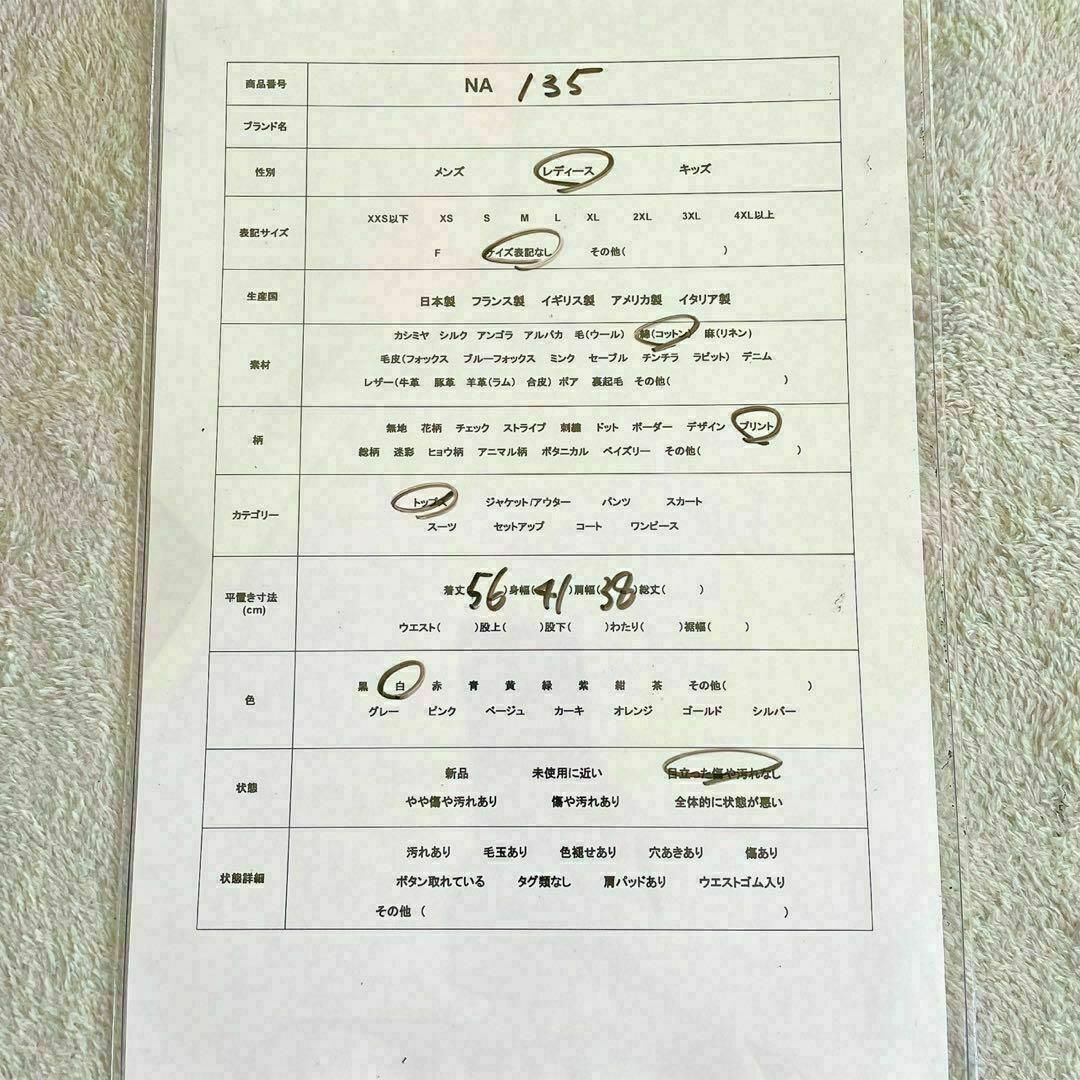 商品番号 NA 135
ブランド名
性別 メンズ レディース キッズ
XXS以下 XS S M L XL 2XL 3XL 4XL以上
表記サイズ
F サイズ表記なし その他( )
生産国 日本製 フランス製 イギリス製 アメリカ製 イタリア製
カシミヤ シルク アンゴラ アルパカ 毛(ウール) 綿(コットン) 麻(リネン)
素材 毛皮(フォックス ブルーフォックス ミンク セーブル チンチラ ラビット) デニム
レザー(牛革 豚革 羊革(ラム) 合皮) ボア 裏起毛 その他( )
柄 無地 花柄 チェック ストライプ 刺繍 ドット ボーダー デザイン プリント
総柄 迷彩 ヒョウ柄 アニマル柄 ボタニカル ペイズリー その他( )
カテゴリー トップス ジャケット/アウター パンツ スカート
スーツ セットアップ コート ワンピース
平置き寸法 着丈 56 )身幅( 41 )肩幅( 38 )総丈( )
(cm) ウエスト( )股上( )股下( )わたり( )裾幅( )
色 黒 白 赤 青 黄 緑 紫 紺 茶 その他( )
グレー ピンク ベージュ カーキ オレンジ ゴールド シルバー
状態 新品 未使用に近い 目立った傷や汚れなし
やや傷や汚れあり 傷や汚れあり 全体的に状態が悪い
汚れあり 毛玉あり 色褪せあり 穴あきあり 傷あり
状態詳細 ボタン取れている タグ類なし 肩パッドあり ウエストゴム入り
その他 ( )